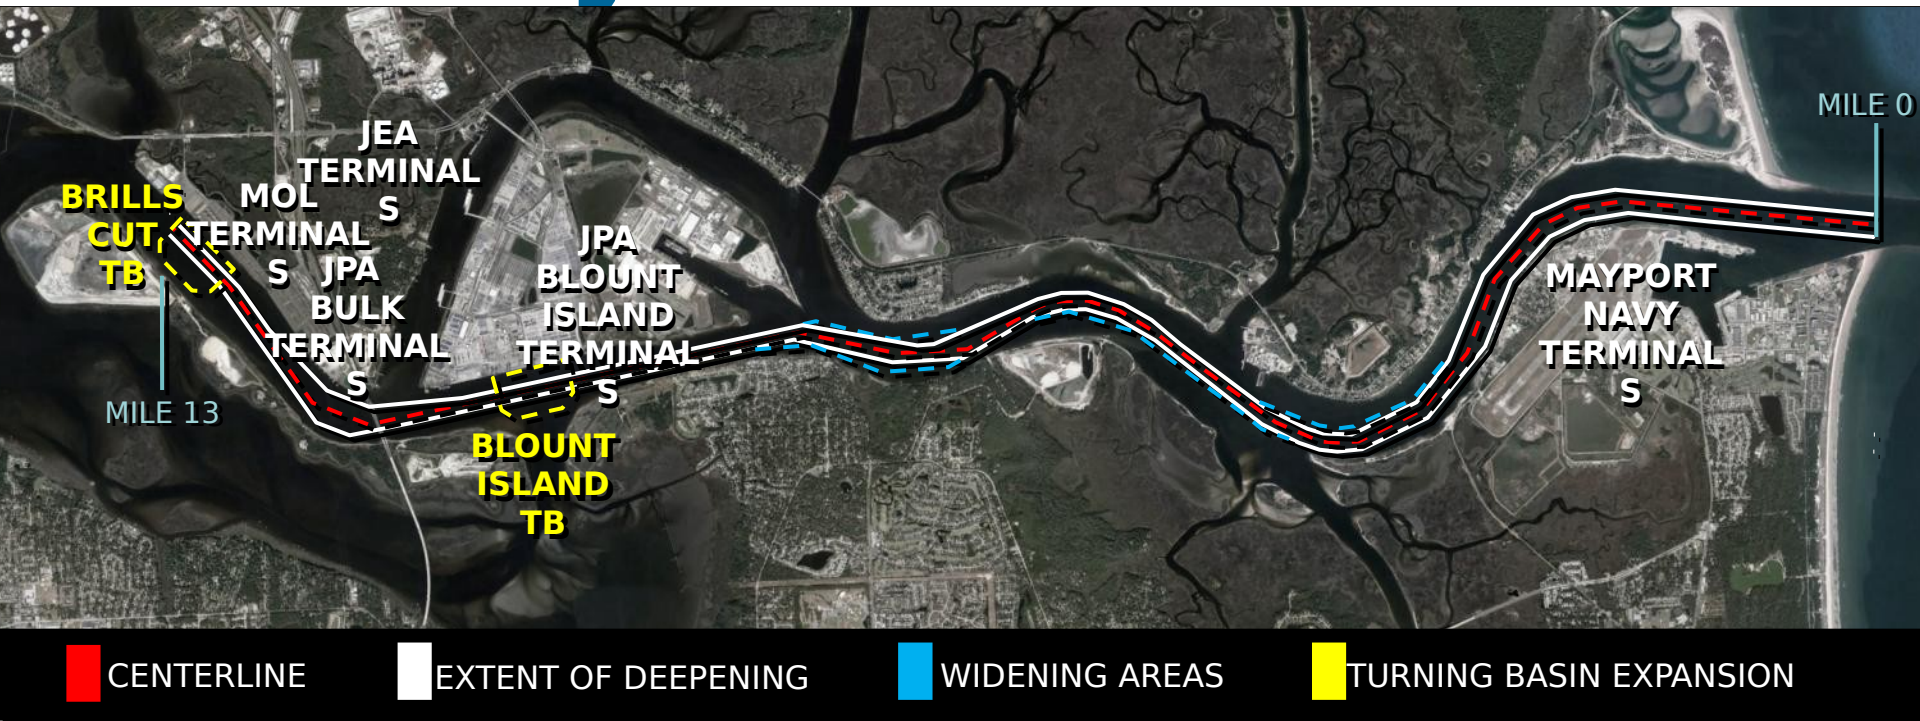 MILE 0
JEA
TERMINAL
S
BRILLS
CUT
TB
MOL
TERMINAL
S
JPA
BULK
TERMINAL
S
JPA
BLOUNT
ISLAND
TERMINAL
S
MAYPORT
NAVY
TERMINAL
S
MILE 13
BLOUNT
ISLAND
TB
CENTERLINE
EXTENT OF DEEPENING
WIDENING AREAS
TURNING BASIN EXPANSION